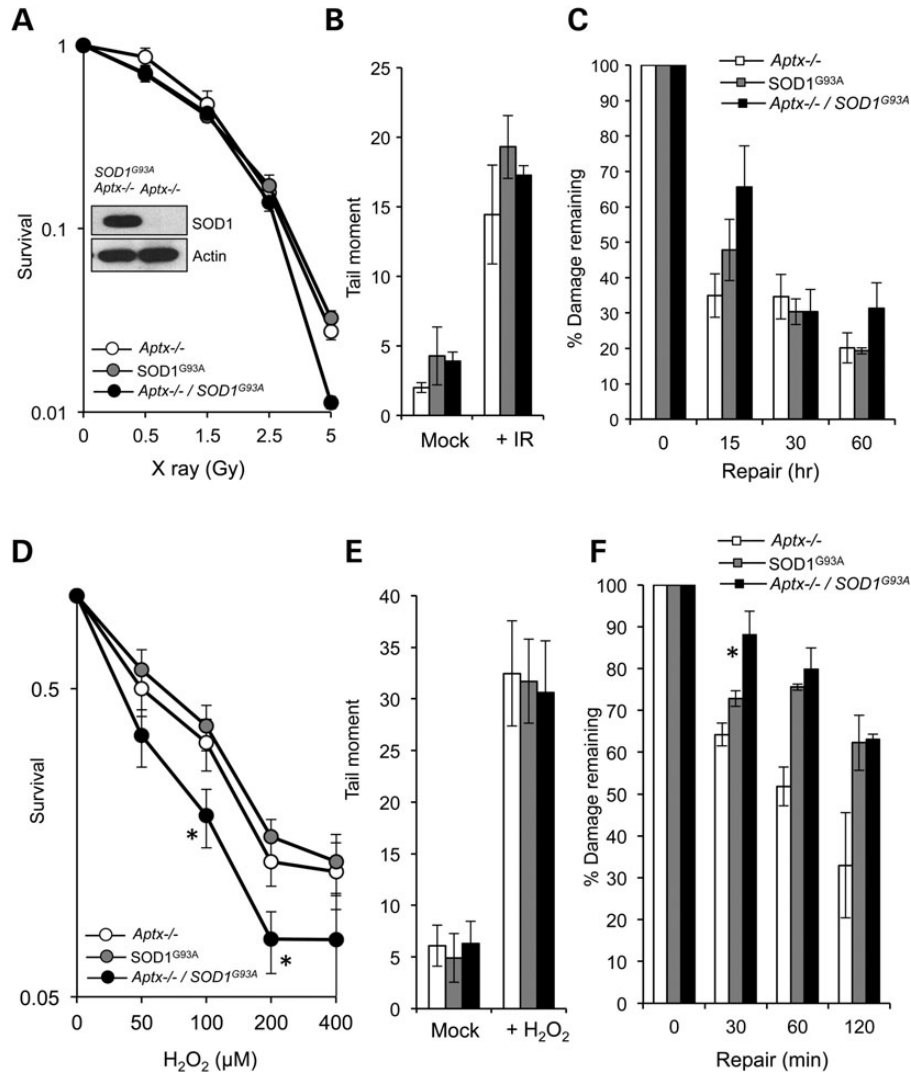 A
1
0.1
0.01
Survival
SOD1G93A
Aptx-/- Aptx-/-
SOD1
Actin
Aptx-/-
SOD1G93A
Aptx-/- / SOD1G93A
0 0.5 1.5 2.5 5
X ray (Gy)
B
25
20
15
10
5
0
Tail moment
Mock + IR
C
100
90
80
70
60
50
40
30
20
10
0
% Damage remaining
Aptx-/-
SOD1G93A
Aptx-/- / SOD1G93A
0 15 30 60
Repair (hr)
D
0.5
0.05
Survival
*
*
Aptx-/-
SOD1G93A
Aptx-/- / SOD1G93A
0 50 100 200 400
H2O2 (µM)
E
40
35
30
25
20
15
10
5
0
Tail moment
Mock + H2O2
F
100
90
80
70
60
50
40
30
20
10
0
% Damage remaining
Aptx-/-
SOD1G93A
Aptx-/- / SOD1G93A
*
0 30 60 120
Repair (min)